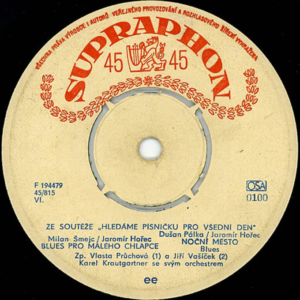 VŠECHNA PRÁVA VÝROBCE I AUTORŮ VYHRAZENA. VEŘEJNÉHO PROVOZOVÁNÍ A ROZHLASOVÉHO ŠÍŘENÍ
SUPRAPHON
45 45
F 194479
45/815
VI.
OSA
0100
ZE SOUTĚŽE „HLEDÁME PÍSNIČKU PRO VŠEDNÍ DEN"
Dušan Pálka / Jaromír Hořec
Milan Smejc / Jaromír Hořec NOČNÍ MĚSTO
BLUES PRO MALÉHO CHLAPCE Blues
Zp. Vlasta Průchová (1) a Jiří Vašíček (2)
Karel Krautgartner se svým orchestrem
ee